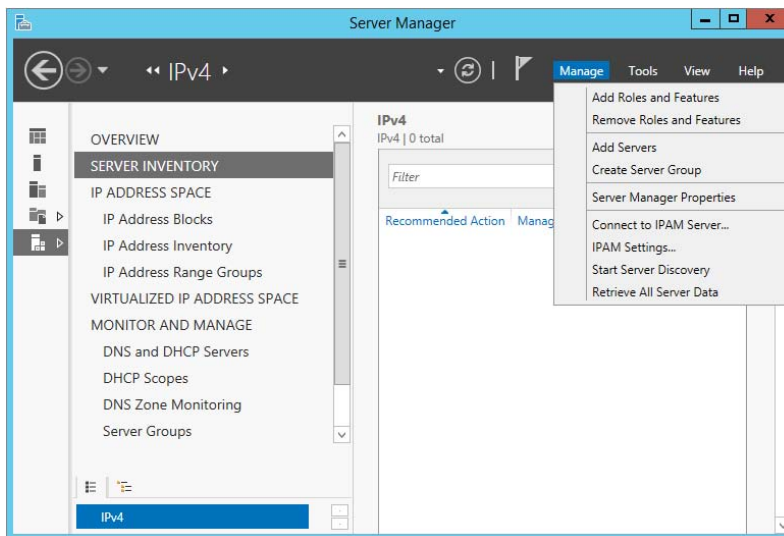 Server Manager
IPv4
Manage Tools View Help
Add Roles and Features
Remove Roles and Features
Add Servers
Create Server Group
Server Manager Properties
Connect to IPAM Server...
IPAM Settings...
Start Server Discovery
Retrieve All Server Data
OVERVIEW
SERVER INVENTORY
IP ADDRESS SPACE
IP Address Blocks
IP Address Inventory
IP Address Range Groups
VIRTUALIZED IP ADDRESS SPACE
MONITOR AND MANAGE
DNS and DHCP Servers
DHCP Scopes
DNS Zone Monitoring
Server Groups
IPv4
IPv4
IPv4 | 0 total
Filter
Recommended Action Manag